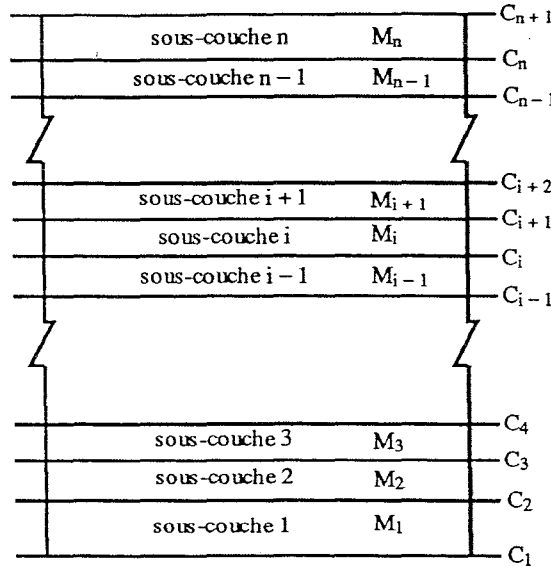 C_{n+1}
sous-couche n M_n
C_n
sous-couche n − 1 M_{n−1}
C_{n−1}
C_{i+2}
sous-couche i + 1 M_{i+1}
C_{i+1}
sous-couche i M_i
C_i
sous-couche i − 1 M_{i−1}
C_{i−1}
C_4
sous-couche 3 M_3
C_3
sous-couche 2 M_2
C_2
sous-couche 1 M_1
C_1